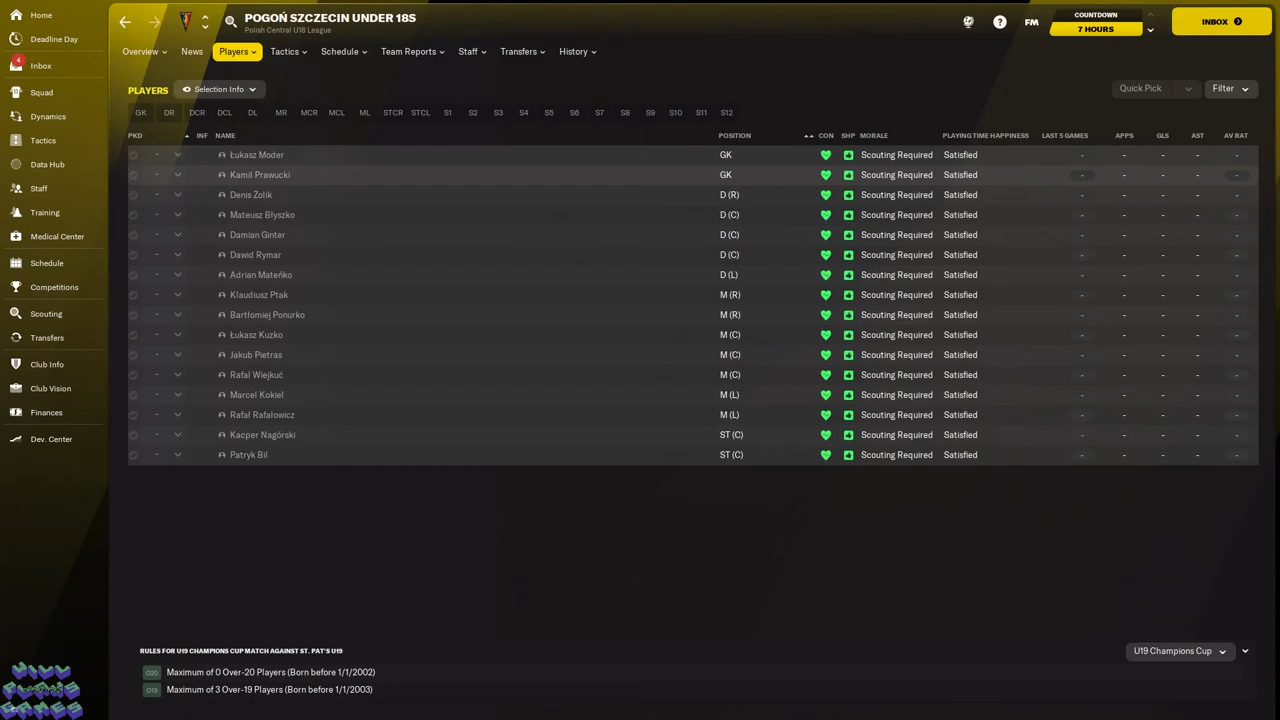 Home
Deadline Day
4
Inbox
Squad
Dynamics
Tactics
Data Hub
Staff
Training
Medical Center
Schedule
Competitions
Scouting
Transfers
Club Info
Club Vision
Finances
Dev. Center
POGOŃ SZCZECIN UNDER 18S
Polish Central U18 League
? FM COUNTDOWN
7 HOURS
INBOX
Overview News Players Tactics Schedule Team Reports Staff Transfers History
PLAYERS Selection Info Quick Pick Filter
GK DR DCR DCL DL MR MCR MCL ML STCR STCL S1 S2 S3 S4 S5 S6 S7 S8 S9 S10 S11 S12
PKD INF NAME POSITION CON SHP MORALE PLAYING TIME HAPPINESS LAST 5 GAMES APPS GLS AST AV RAT
- Łukasz Moder GK Scouting Required Satisfied - - - - -
- Kamil Prawucki GK Scouting Required Satisfied - - - - -
- Denis Żolik D (R) Scouting Required Satisfied - - - - -
- Mateusz Błyszko D (C) Scouting Required Satisfied - - - - -
- Damian Ginter D (C) Scouting Required Satisfied - - - - -
- Dawid Rymar D (C) Scouting Required Satisfied - - - - -
- Adrian Mateńko D (L) Scouting Required Satisfied - - - - -
- Klaudiusz Ptak M (R) Scouting Required Satisfied - - - - -
- Bartłomiej Ponurko M (R) Scouting Required Satisfied - - - - -
- Łukasz Kuzko M (C) Scouting Required Satisfied - - - - -
- Jakub Pietras M (C) Scouting Required Satisfied - - - - -
- Rafał Wiejkuć M (C) Scouting Required Satisfied - - - - -
- Marcel Kokiel M (L) Scouting Required Satisfied - - - - -
- Rafał Rafałowicz M (L) Scouting Required Satisfied - - - - -
- Kacper Nagórski ST (C) Scouting Required Satisfied - - - - -
- Patryk Bil ST (C) Scouting Required Satisfied - - - - -
RULES FOR U19 CHAMPIONS CUP MATCH AGAINST ST. PAT'S U19 U19 Champions Cup
O20 Maximum of 0 Over-20 Players (Born before 1/1/2002)
O19 Maximum of 3 Over-19 Players (Born before 1/1/2003)